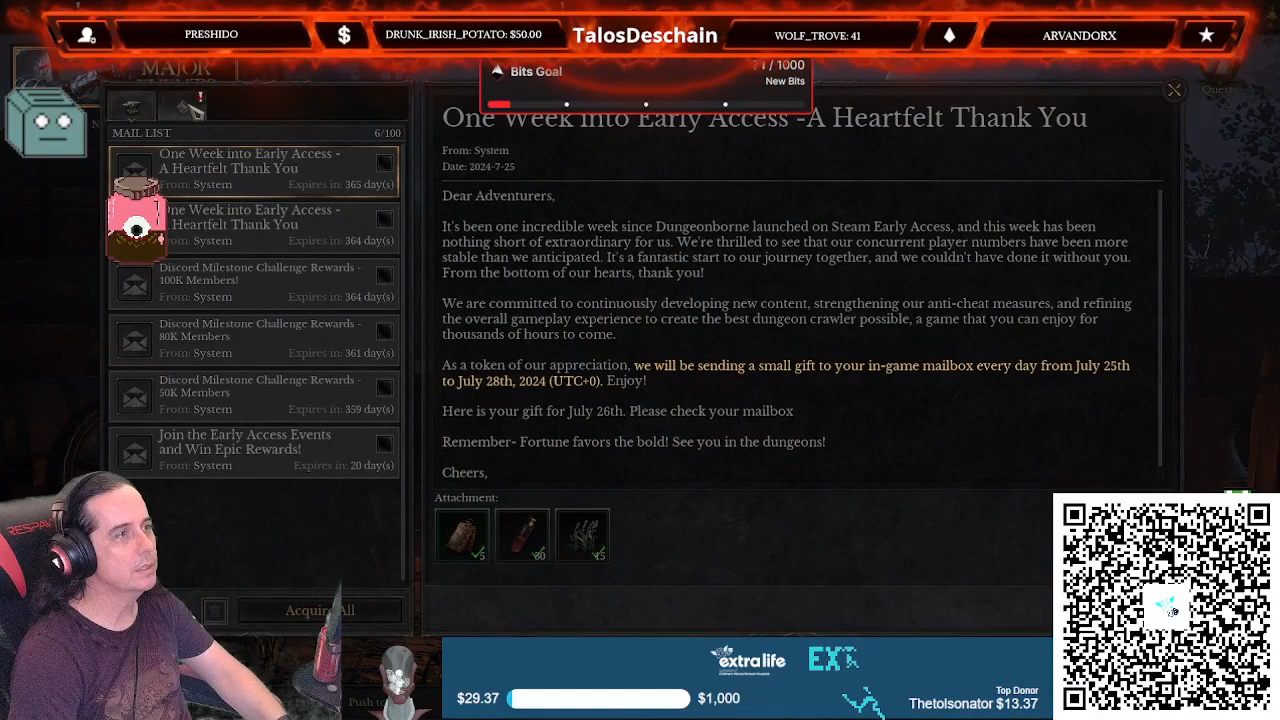 PRESHIDO
$
DRUNK_IRISH_POTATO: $50.00
TalosDeschain
WOLF_TROVE: 41
ARVANDORX
Bits Goal
1 / 1000
New Bits
MAJOR
Quests
MAIL LIST
6/100
One Week into Early Access -
A Heartfelt Thank You
From: System
Expires in: 365 day(s)
One Week into Early Access -
A Heartfelt Thank You
From: System
Expires in: 364 day(s)
Discord Milestone Challenge Rewards -
100K Members!
From: System
Expires in: 364 day(s)
Discord Milestone Challenge Rewards -
80K Members
From: System
Expires in: 361 day(s)
Discord Milestone Challenge Rewards -
50K Members
From: System
Expires in: 359 day(s)
Join the Early Access Events
and Win Epic Rewards!
From: System
Expires in: 20 day(s)
Acquire All
One Week into Early Access -A Heartfelt Thank You
From: System
Date: 2024-7-25
Dear Adventurers,
It's been one incredible week since Dungeonborne launched on Steam Early Access, and this week has been
nothing short of extraordinary for us. We're thrilled to see that our concurrent player numbers have been more
stable than we anticipated. It's a fantastic start to our journey together, and we couldn't have done it without you.
From the bottom of our hearts, thank you!
We are committed to continuously developing new content, strengthening our anti-cheat measures, and refining
the overall gameplay experience to create the best dungeon crawler possible, a game that you can enjoy for
thousands of hours to come.
As a token of our appreciation, we will be sending a small gift to your in-game mailbox every day from July 25th
to July 28th, 2024 (UTC+0). Enjoy!
Here is your gift for July 26th. Please check your mailbox
Remember- Fortune favors the bold! See you in the dungeons!
Cheers,
Attachment:
5
80
15
RESPAW
Push to
extralife
EXT
$29.37
$1,000
Top Donor
Thetolsonator $13.37